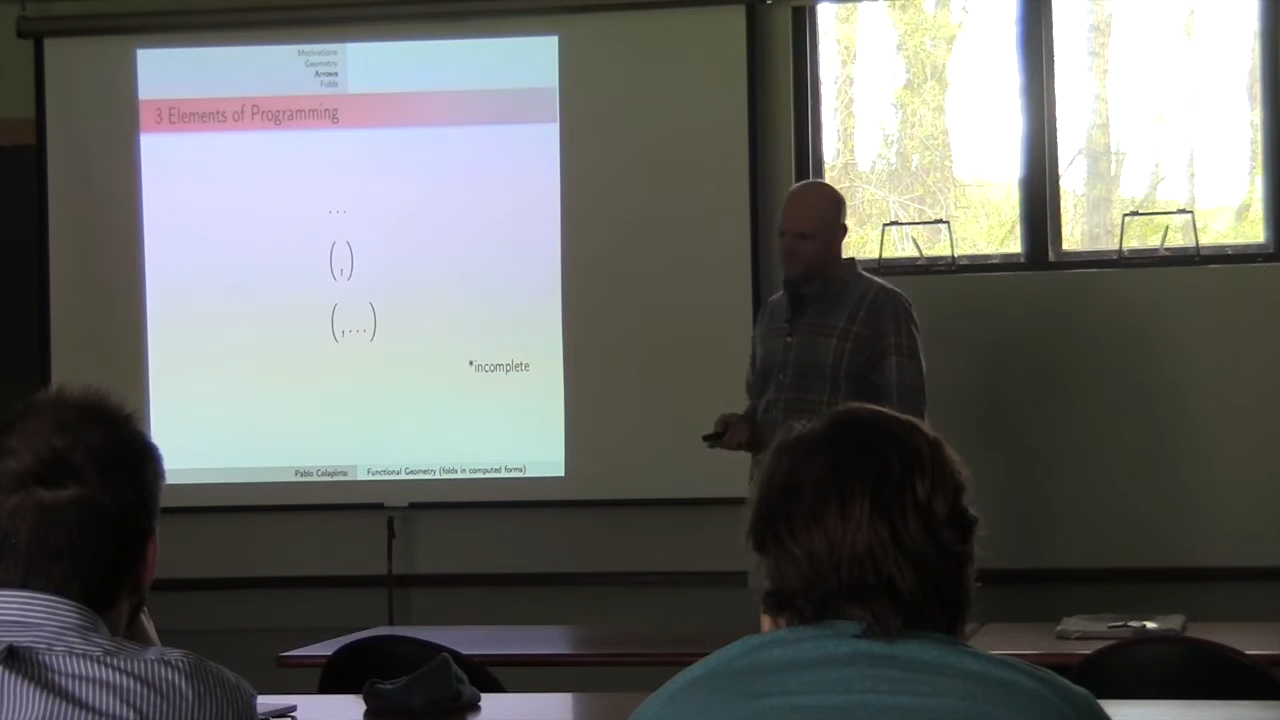 Motivations
Geometry
Arrows
Folds
3 Elements of Programming
...
(,)
(,...)
*incomplete
Pablo Colapinto Functional Geometry (folds in computed forms)